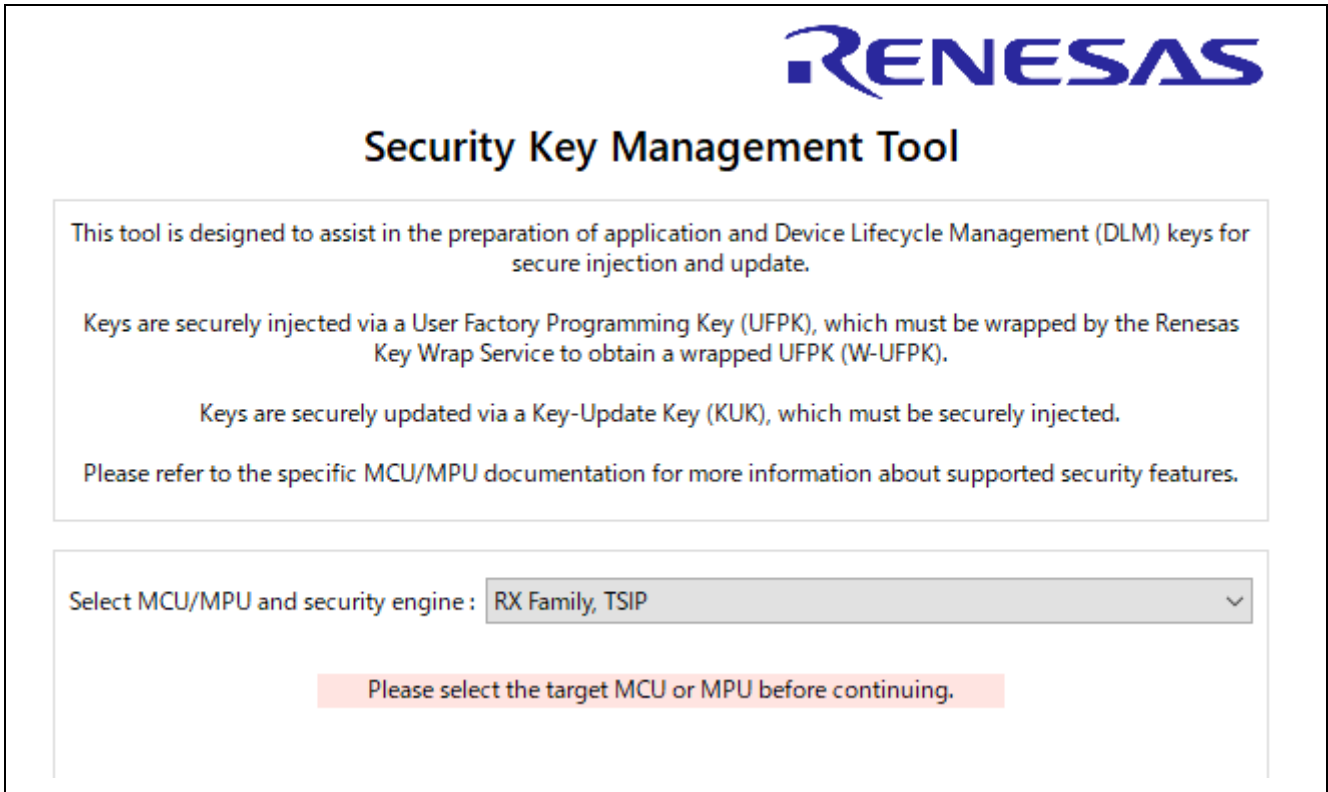 RENESAS
Security Key Management Tool
This tool is designed to assist in the preparation of application and Device Lifecycle Management (DLM) keys for
secure injection and update.
Keys are securely injected via a User Factory Programming Key (UFPK), which must be wrapped by the Renesas
Key Wrap Service to obtain a wrapped UFPK (W-UFPK).
Keys are securely updated via a Key-Update Key (KUK), which must be securely injected.
Please refer to the specific MCU/MPU documentation for more information about supported security features.
Select MCU/MPU and security engine : RX Family, TSIP
Please select the target MCU or MPU before continuing.